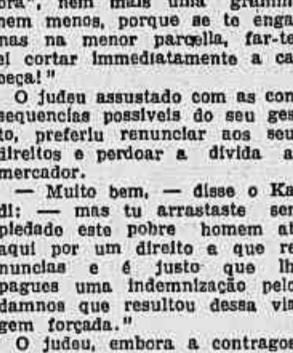 ora", nem mais uma gramm
nem menos, porque se te enga
nas na menor parcella, far-te
ei cortar immediatamente a ca
beça!"
O judeu assustado com as con
sequencias possiveis do seu ges
to, preferiu renunciar aos seu
direitos e perdoar a divida a
mercador.
— Muito bem, — disse o Ka
di: — mas tu arrastaste sem
piedade este pobre homem at
aqui por um direito a que re
nuncias e é justo que lh
pagues uma indemnização pelo
damnos que resultou dessa via
gem forçada."
O judeu, embora a contragos